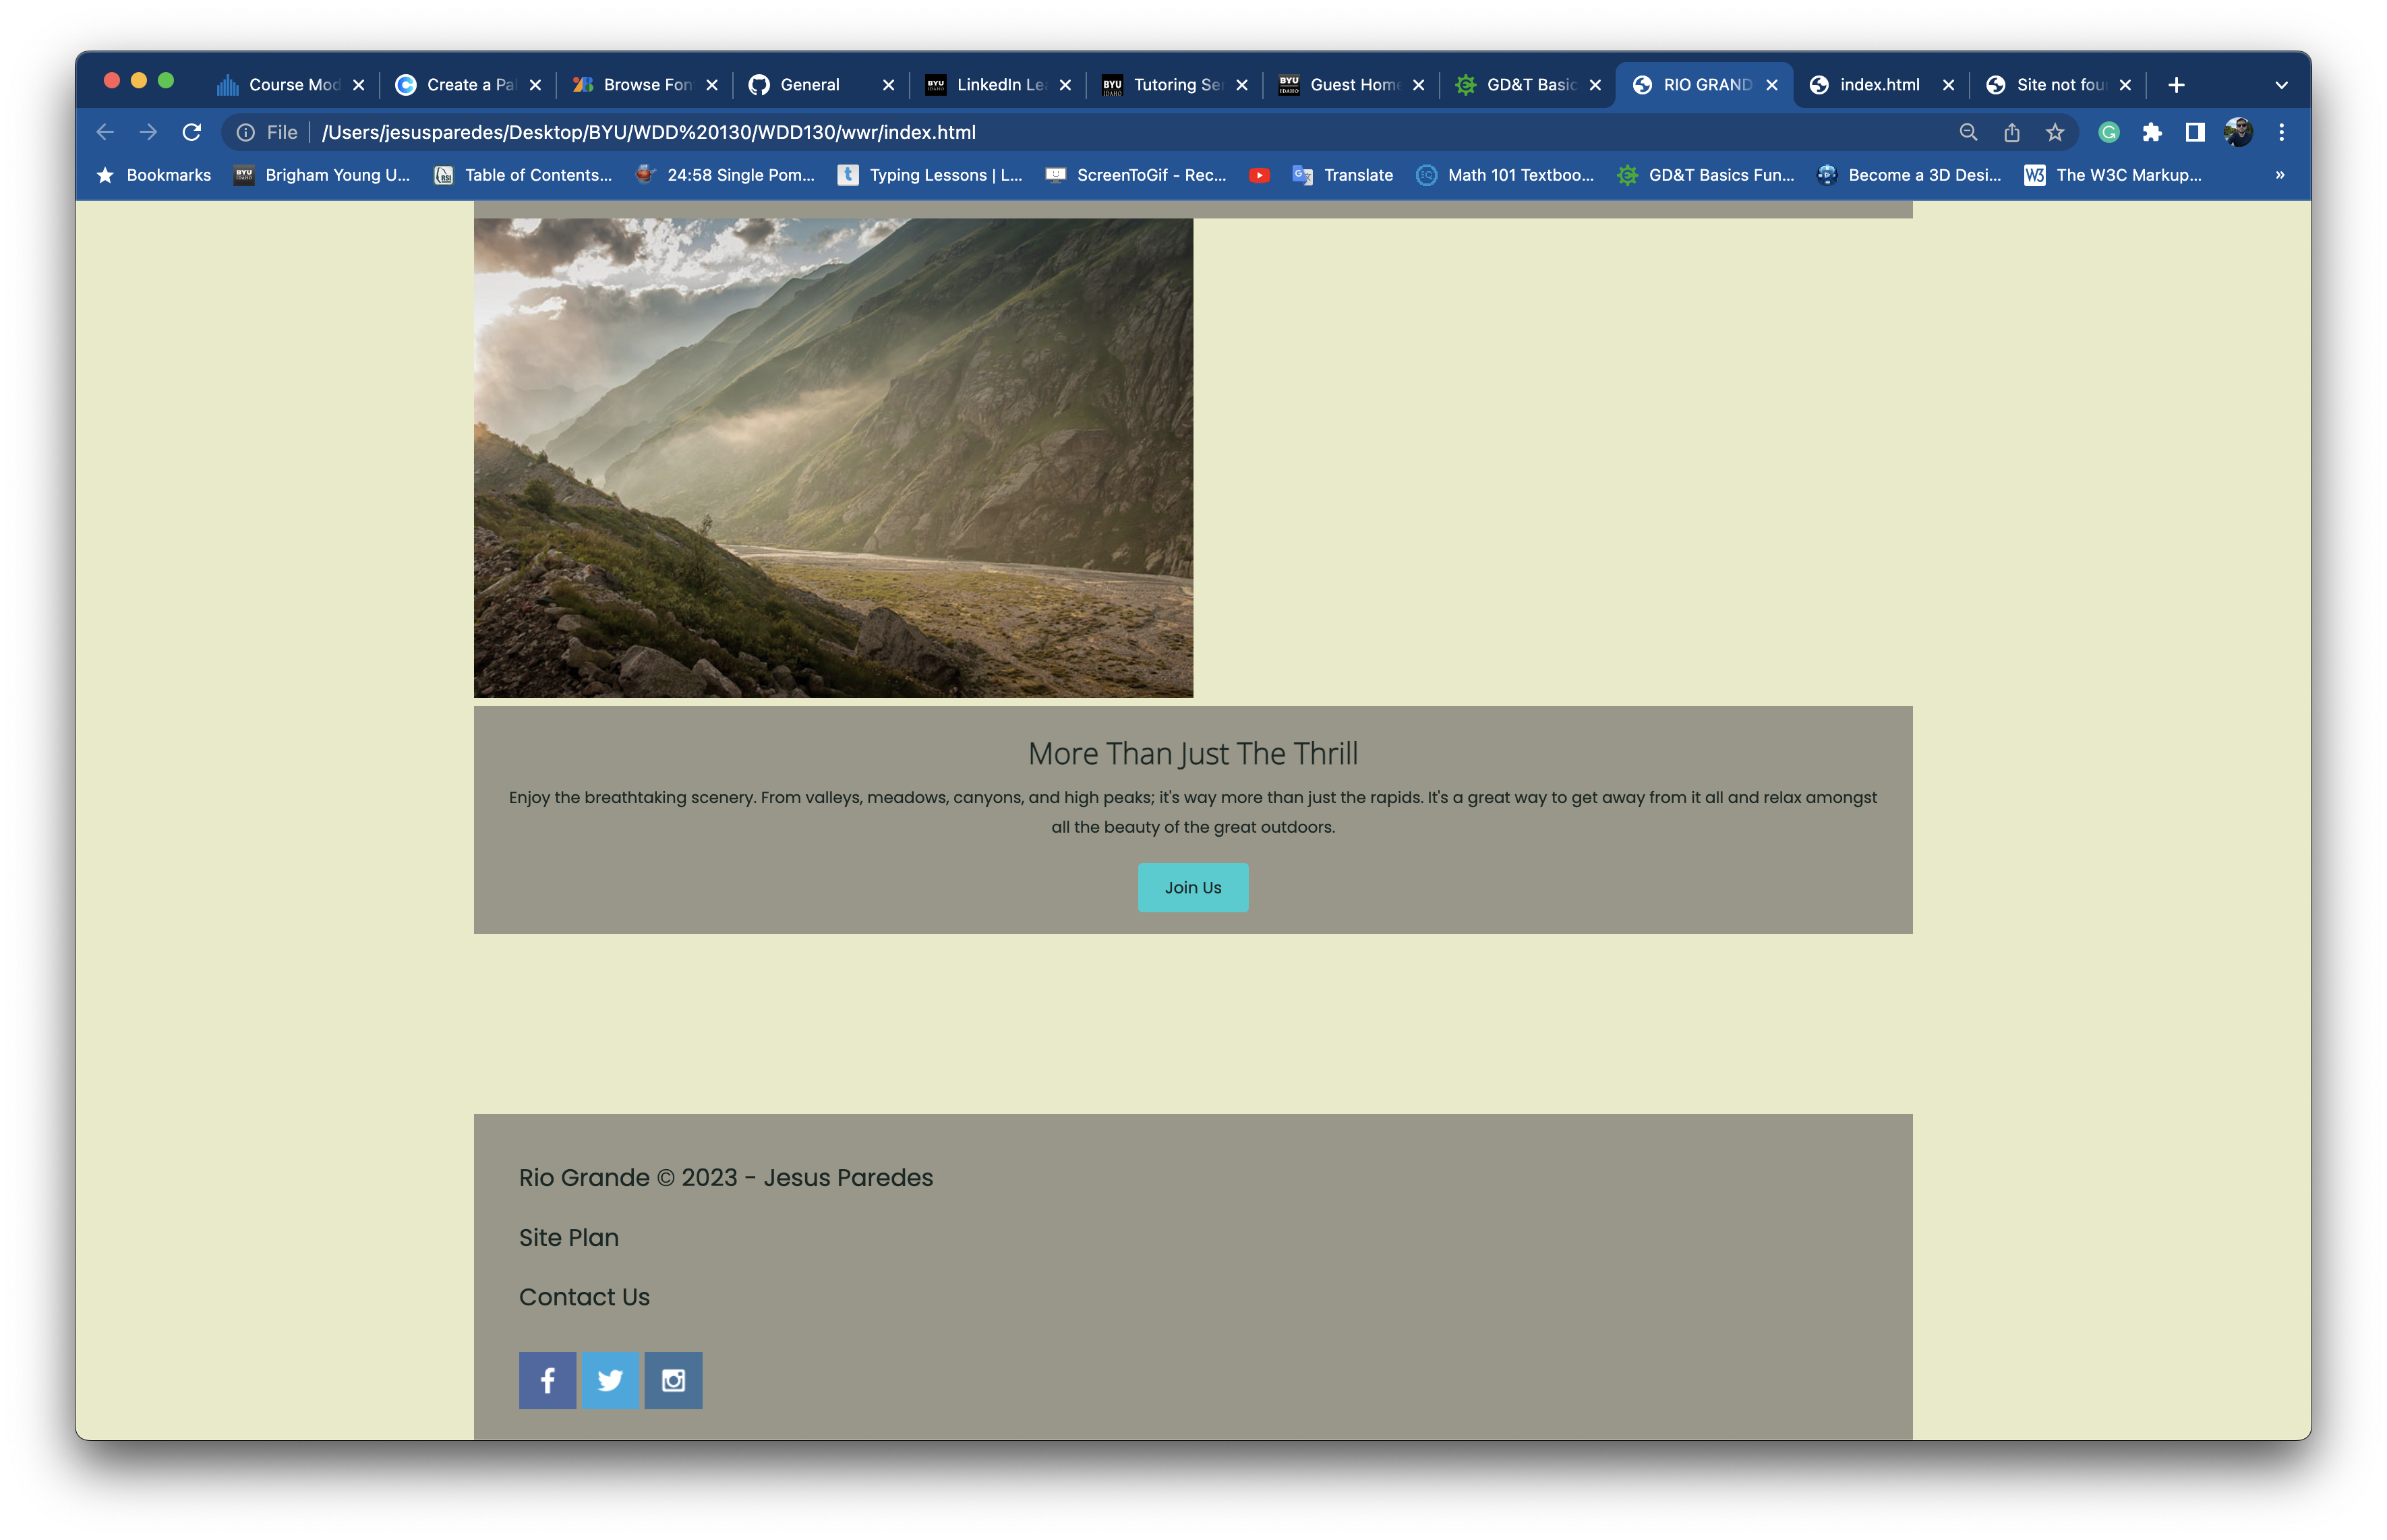 Course Mod
Create a Pal
Browse Fon
General
LinkedIn Le
Tutoring Ser
Guest Home
GD&T Basic
RIO GRAND
index.html
Site not fou
File
/Users/jesusparedes/Desktop/BYU/WDD%20130/WDD130/wwr/index.html
Bookmarks
Brigham Young U...
Table of Contents...
24:58 Single Pom...
Typing Lessons | L...
ScreenToGif - Rec...
Translate
Math 101 Textboo...
GD&T Basics Fun...
Become a 3D Desi...
The W3C Markup...
»
More Than Just The Thrill
Enjoy the breathtaking scenery. From valleys, meadows, canyons, and high peaks; it's way more than just the rapids. It's a great way to get away from it all and relax amongst
all the beauty of the great outdoors.
Join Us
Rio Grande © 2023 - Jesus Paredes
Site Plan
Contact Us